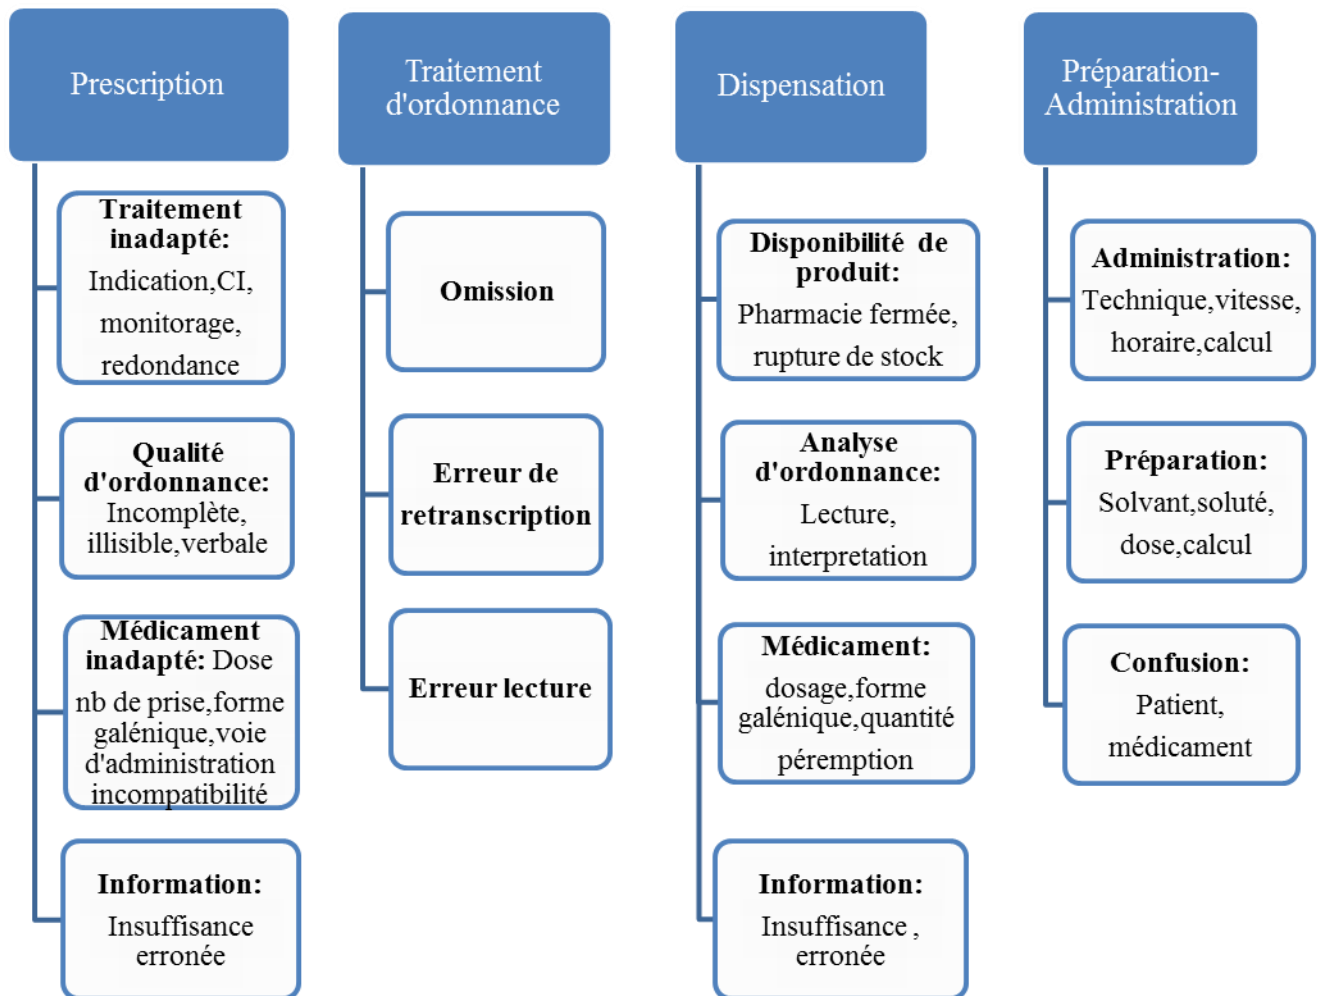 Prescription
Traitement
inadapté:
Indication,CI,
monitorage,
redondance
Qualité
d'ordonnance:
Incomplète,
illisible,verbale
Médicament
inadapté: Dose
nb de prise,forme
galénique,voie
d'administration
incompatibilité
Information:
Insuffisance
erronée
Traitement
d'ordonnance
Omission
Erreur de
retranscription
Erreur lecture
Dispensation
Disponibilité de
produit:
Pharmacie fermée,
rupture de stock
Analyse
d'ordonnance:
Lecture,
interpretation
Médicament:
dosage,forme
galénique,quantité
péremption
Information:
Insuffisance ,
erronée
Préparation-
Administration
Administration:
Technique,vitesse,
horaire,calcul
Préparation:
Solvant,soluté,
dose,calcul
Confusion:
Patient,
médicament